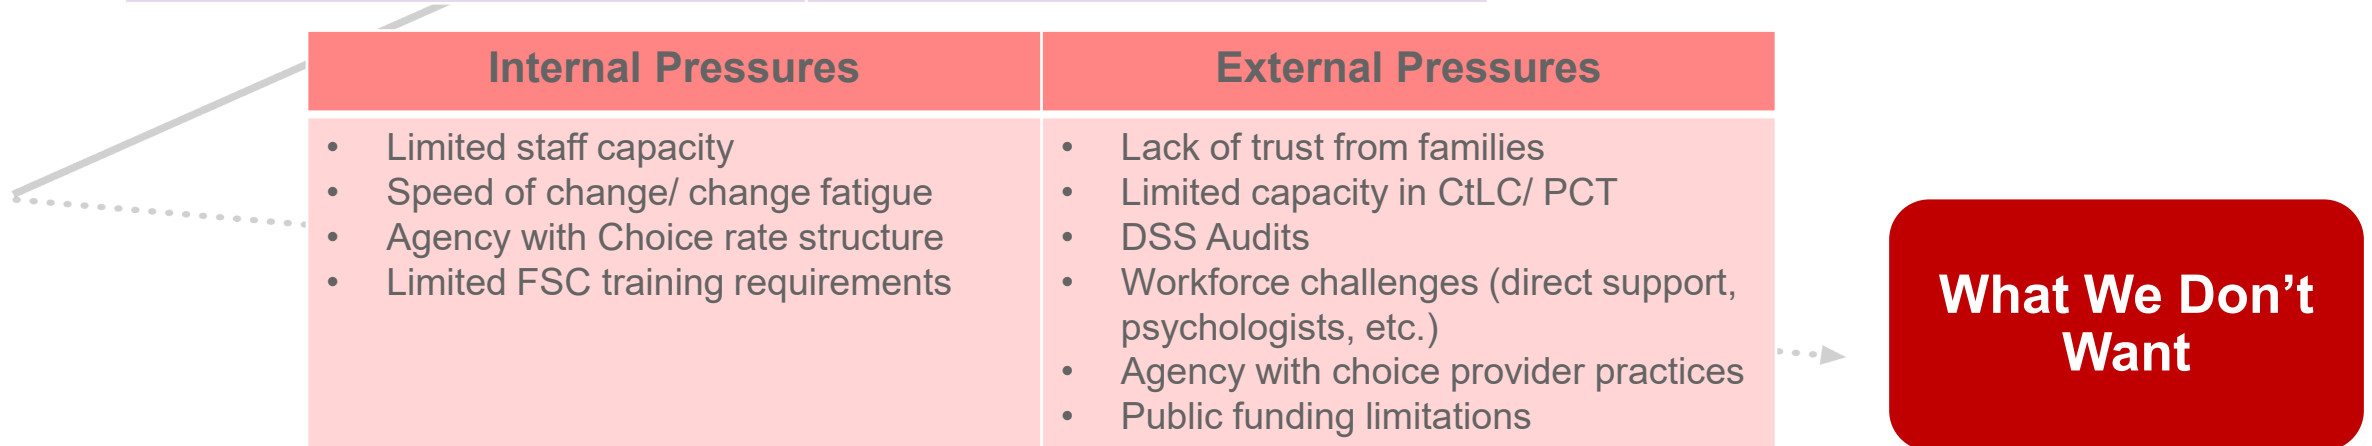 Internal Pressures
External Pressures
• Limited staff capacity
• Speed of change/ change fatigue
• Agency with Choice rate structure
• Limited FSC training requirements
• Lack of trust from families
• Limited capacity in CtLC/ PCT
• DSS Audits
• Workforce challenges (direct support,
psychologists, etc.)
• Agency with choice provider practices
• Public funding limitations
What We Don’t
Want